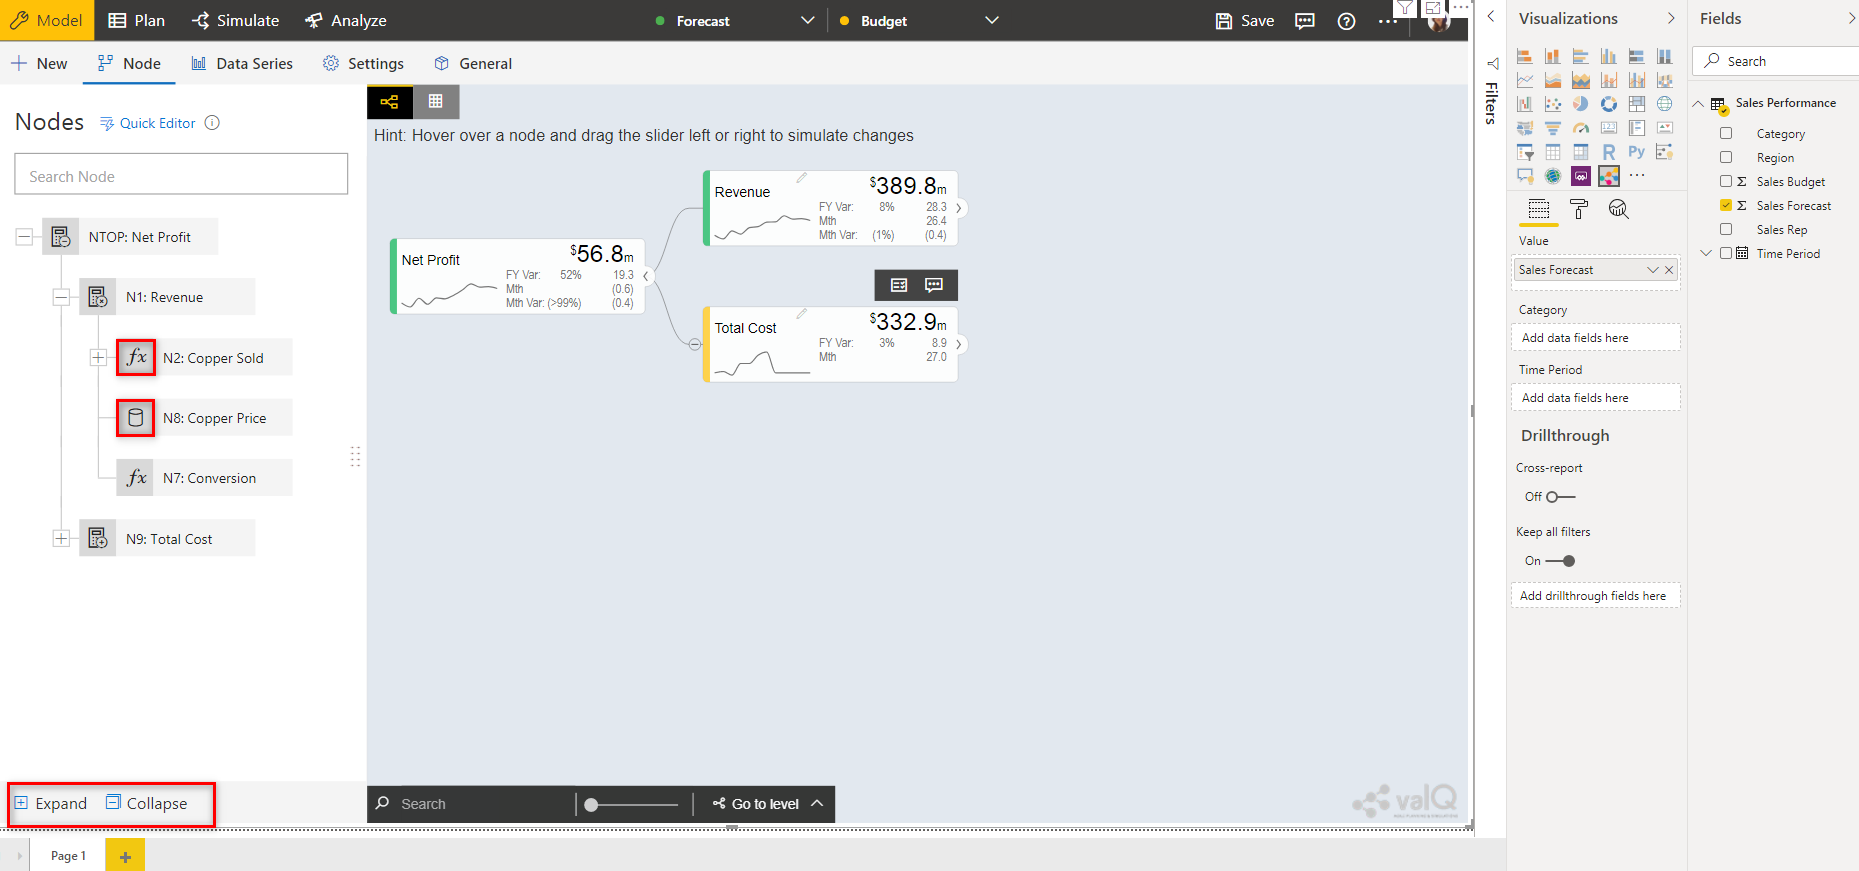 Model
Plan
Simulate
Analyze
Forecast
Budget
Save
New
Node
Data Series
Settings
General
Nodes
Quick Editor
Search Node
NTOP: Net Profit
N1: Revenue
fx
N2: Copper Sold
N8: Copper Price
fx
N7: Conversion
N9: Total Cost
Expand
Collapse
Hint: Hover over a node and drag the slider left or right to simulate changes
Net Profit
$56.8m
FY Var: 52% 19.3
Mth (0.6)
Mth Var: (>99%) (0.4)
Revenue
$389.8m
FY Var: 8% 28.3
Mth 26.4
Mth Var: (1%) (0.4)
Total Cost
$332.9m
FY Var: 3% 8.9
Mth 27.0
Search
Go to level
valQ
Page 1
Filters
Visualizations
R
Py
Value
Sales Forecast
Category
Add data fields here
Time Period
Add data fields here
Drillthrough
Cross-report
Off
Keep all filters
On
Add drillthrough fields here
Fields
Search
Sales Performance
Category
Region
Σ Sales Budget
Σ Sales Forecast
Sales Rep
Time Period